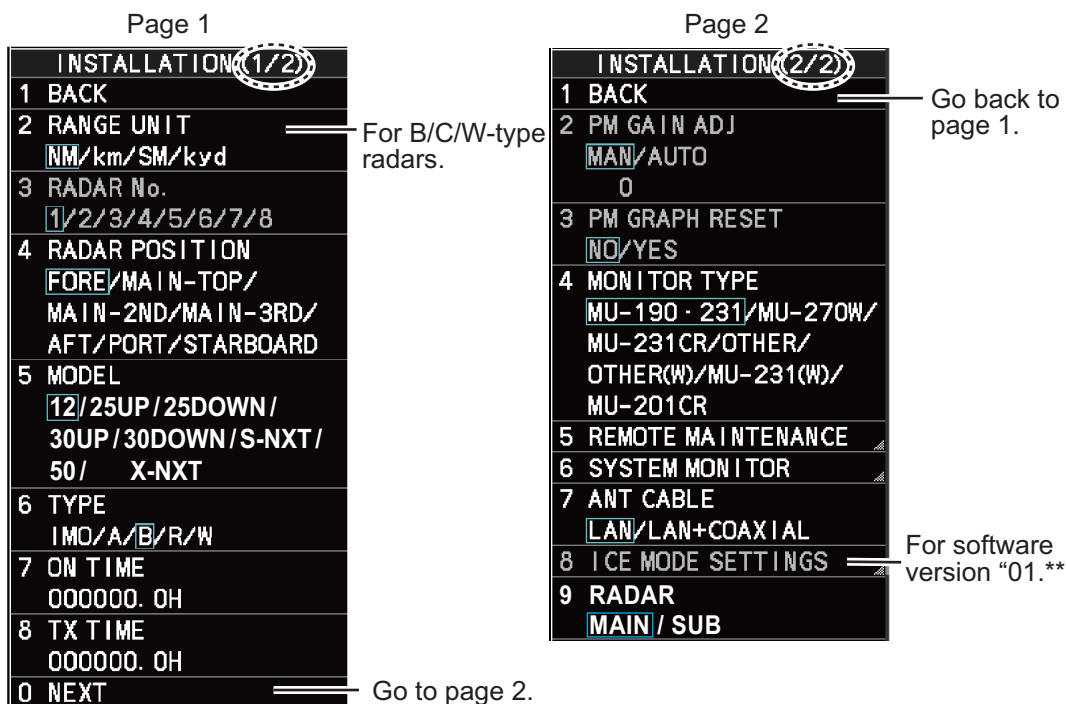 Page 1
INSTALLATION (1/2)
1 BACK
2 RANGE UNIT
NM/km/SM/kyd
3 RADAR No.
1/2/3/4/5/6/7/8
4 RADAR POSITION
FORE/MAIN-TOP/
MAIN-2ND/MAIN-3RD/
AFT/PORT/STARBOARD
5 MODEL
12/25UP/25DOWN/
30UP/30DOWN/S-NXT/
50/ X-NXT
6 TYPE
IMO/A/B/R/W
7 ON TIME
000000.0H
8 TX TIME
000000.0H
0 NEXT
For B/C/W-type
radars.
Go to page 2.
Page 2
INSTALLATION (2/2)
1 BACK
2 PM GAIN ADJ
MAN/AUTO
0
3 PM GRAPH RESET
NO/YES
4 MONITOR TYPE
MU-190·231/MU-270W/
MU-231CR/OTHER/
OTHER(W)/MU-231(W)/
MU-201CR
5 REMOTE MAINTENANCE
6 SYSTEM MONITOR
7 ANT CABLE
LAN/LAN+COAXIAL
8 ICE MODE SETTINGS
9 RADAR
MAIN / SUB
Go back to
page 1.
For software
version “01.**